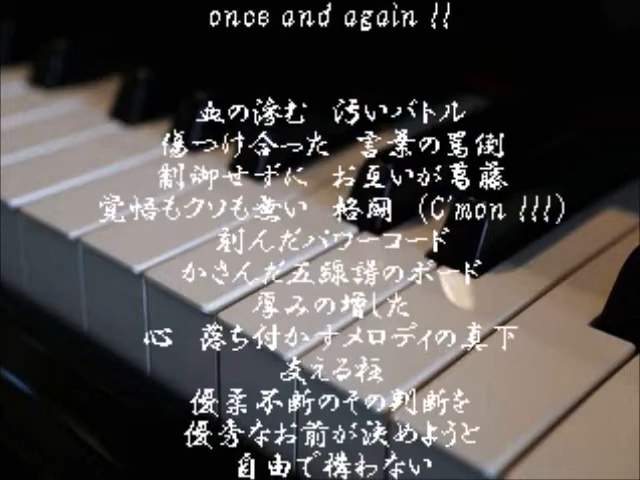 once and again !!
血の滲む 汚いバトル
傷つけ合った 言葉の罵倒
制御せずに お互いが葛藤
覚悟もクソも無い 格闘 (C'mon !!!)
刻んだパワーコード
かさんだ五線譜のボード
厚みの増した
心 落ち付かすメロディの真下
支える柱
優柔不断のその判断を
優秀なお前が決めようと
自由で構わない